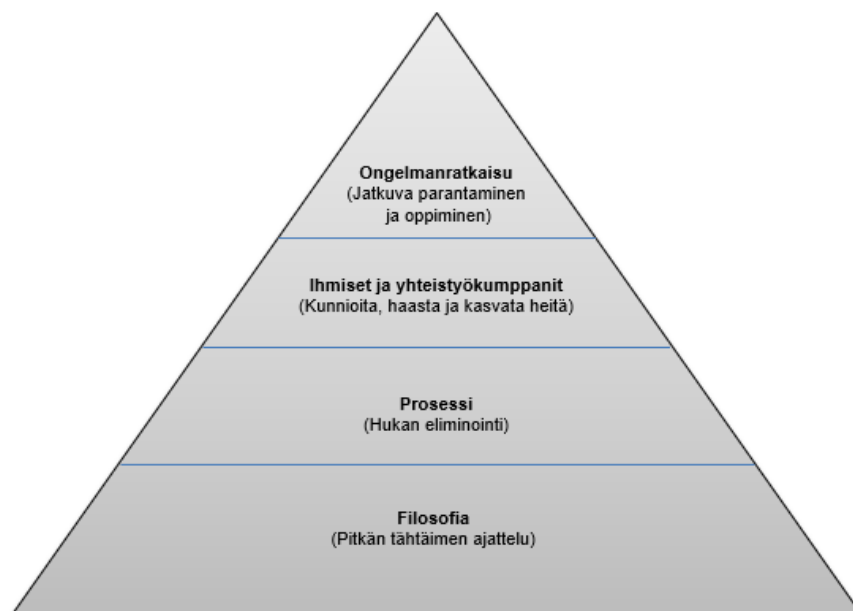 Ongelmanratkaisu
(Jatkuva parantaminen
ja oppiminen)
Ihmiset ja yhteistyökumppanit
(Kunnioita, haasta ja kasvata heitä)
Prosessi
(Hukan eliminointi)
Filosofia
(Pitkän tähtäimen ajattelu)